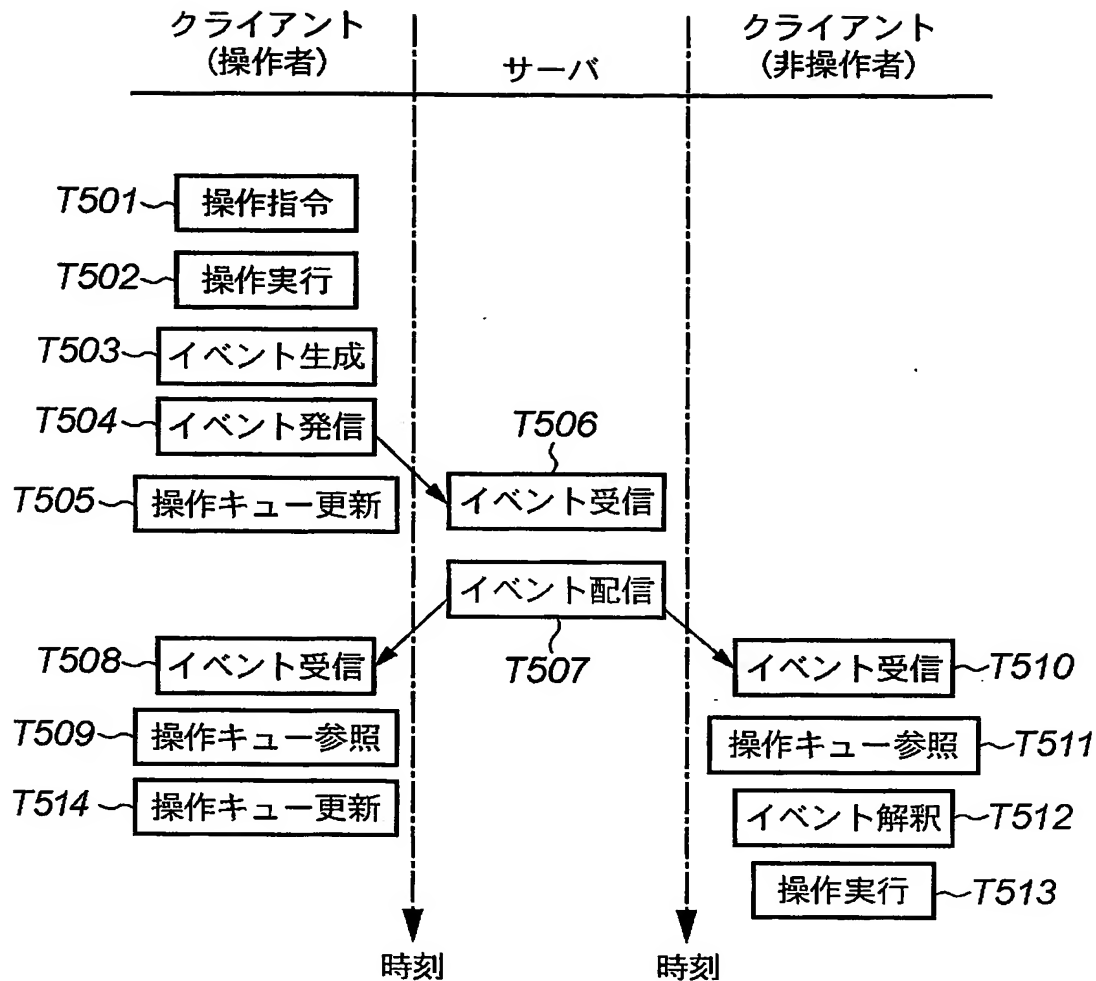 クライアント
(操作者)
サーバ
クライアント
(非操作者)
T501
操作指令
T502
操作実行
T503
イベント生成
T504
イベント発信
T505
操作キュー更新
T506
イベント受信
イベント配信
T507
T508
イベント受信
T509
操作キュー参照
T514
操作キュー更新
イベント受信
T510
操作キュー参照
T511
イベント解釈
T512
操作実行
T513
時刻
時刻